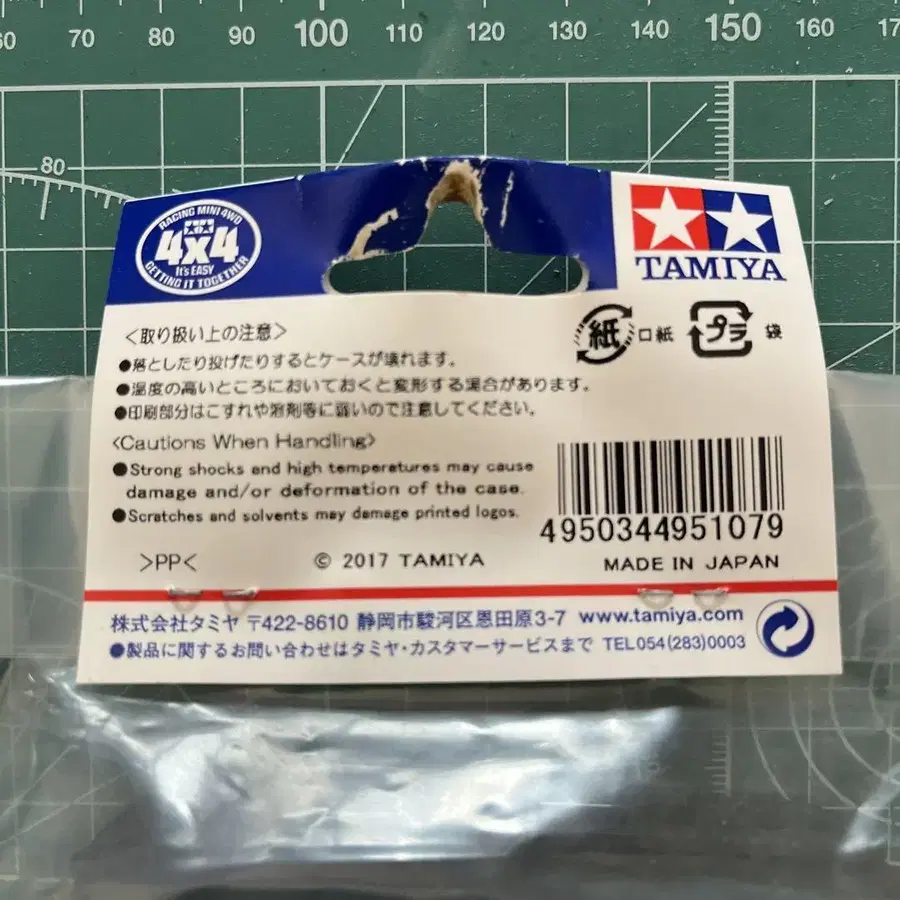 60 70 80 90 100 110 120 130 140 150 160 17
80
RACING MINI 4WD
4x4
It's EASY
GETTING IT TOGETHER
TAMIYA
<取り扱い上の注意>
紙 口紙 プラ 袋
●落としたり投げたりするとケースが壊れます。
●温度の高いところにおいておくと変形する場合があります。
●印刷部分はこすれや溶剤等に弱いので注意してください。
<Cautions When Handling>
●Strong shocks and high temperatures may cause
damage and/or deformation of the case.
●Scratches and solvents may damage printed logos.
4950344951079
>PP< © 2017 TAMIYA MADE IN JAPAN
株式会社タミヤ 〒422-8610 静岡市駿河区恩田原3-7 www.tamiya.com
●製品に関するお問い合わせはタミヤ・カスタマーサービスまで TEL054(283)0003